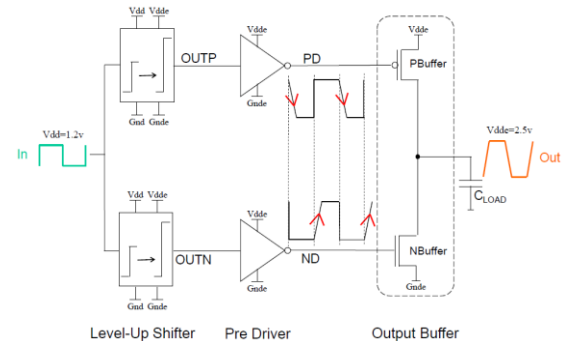 Vdd Vdde
Vdde
Vdde
OUTP
PD
PBuffer
Gnd Gnde
Gnde
Vdd=1.2v
In
Vdde=2.5v
Out
CLOAD
Vdd Vdde
Vdde
OUTN
ND
NBuffer
Gnd Gnde
Gnde
Gnde
Level-Up Shifter
Pre Driver
Output Buffer